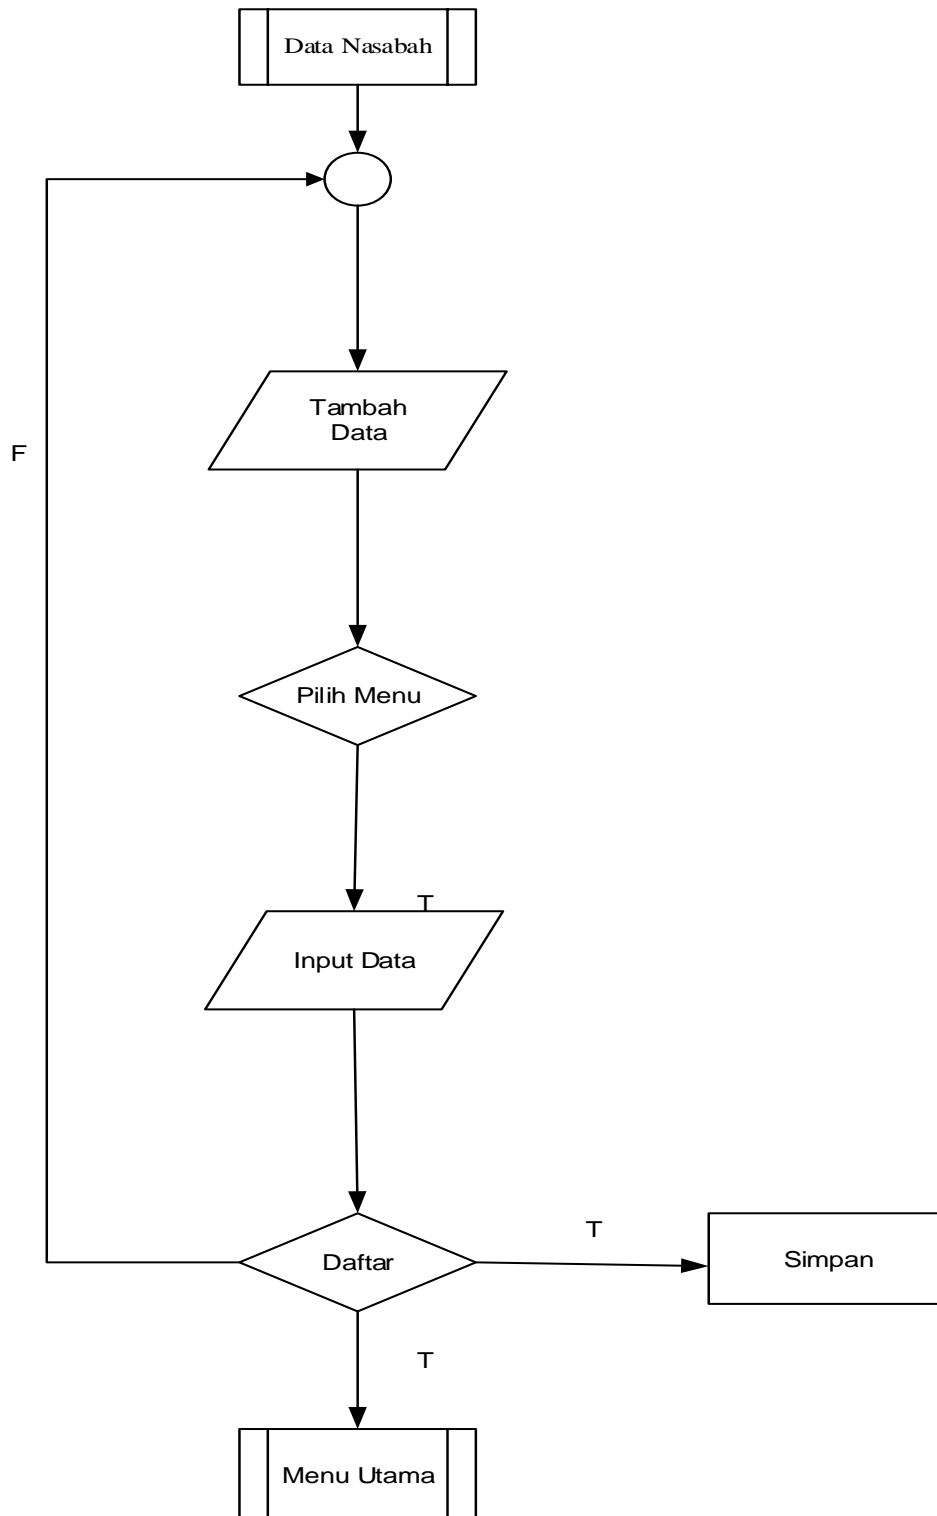 Data Nasabah
Tambah
Data
F
Pilih Menu
T
Input Data
T
Daftar
Simpan
T
Menu Utama